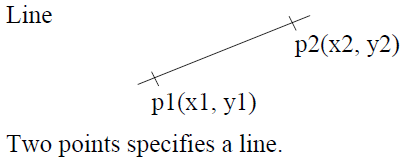 Line
p2(x2, y2)
p1(x1, y1)
Two points specifies a line.